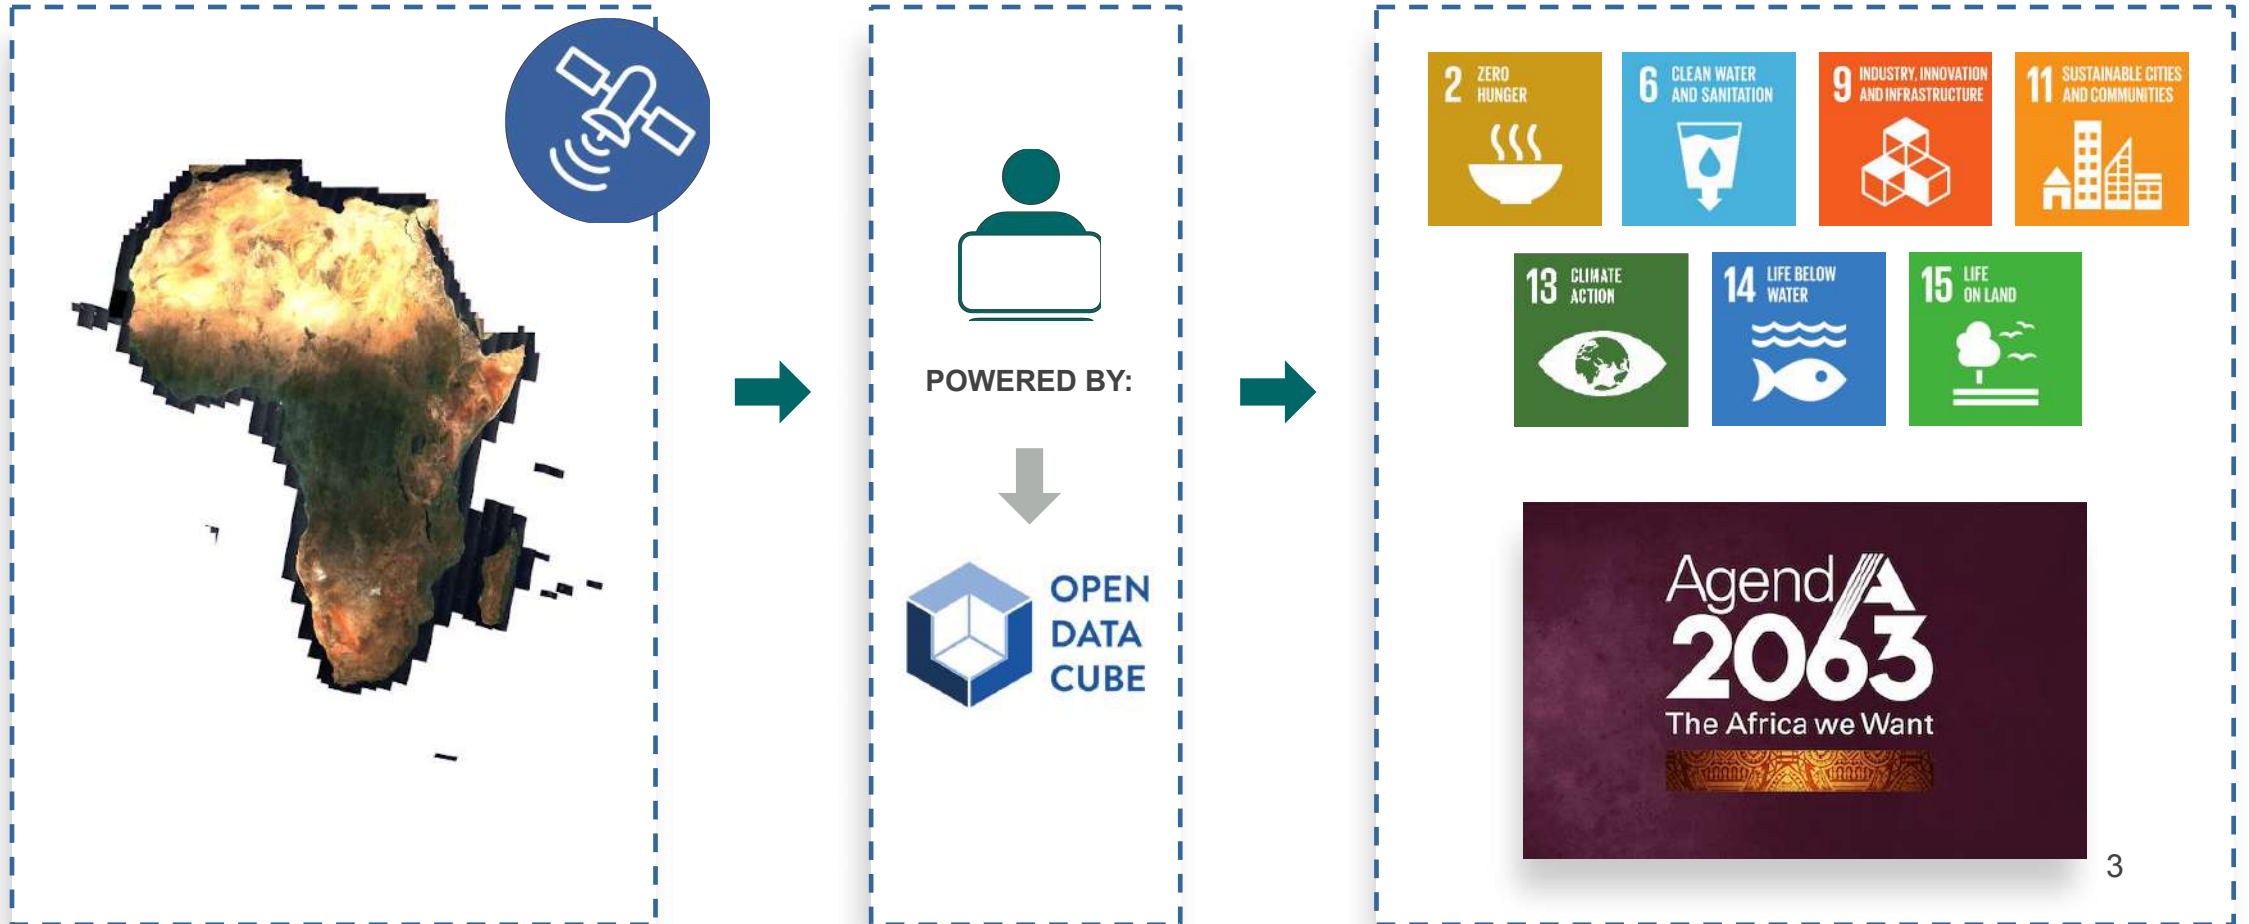 POWERED BY:
OPEN
DATA
CUBE
2 ZERO
HUNGER
6 CLEAN WATER
AND SANITATION
9 INDUSTRY, INNOVATION
AND INFRASTRUCTURE
11 SUSTAINABLE CITIES
AND COMMUNITIES
13 CLIMATE
ACTION
14 LIFE BELOW
WATER
15 LIFE
ON LAND
AgendA
2063
The Africa we Want
3